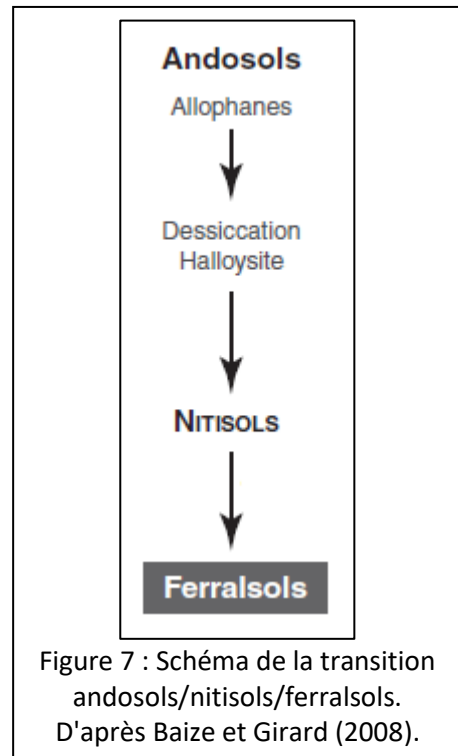 Andosols
Allophanes
Dessiccation
Halloysite
NITISOLS
Ferralsols
Figure 7 : Schéma de la transition
andosols/nitisols/ferralsols.
D'après Baize et Girard (2008).